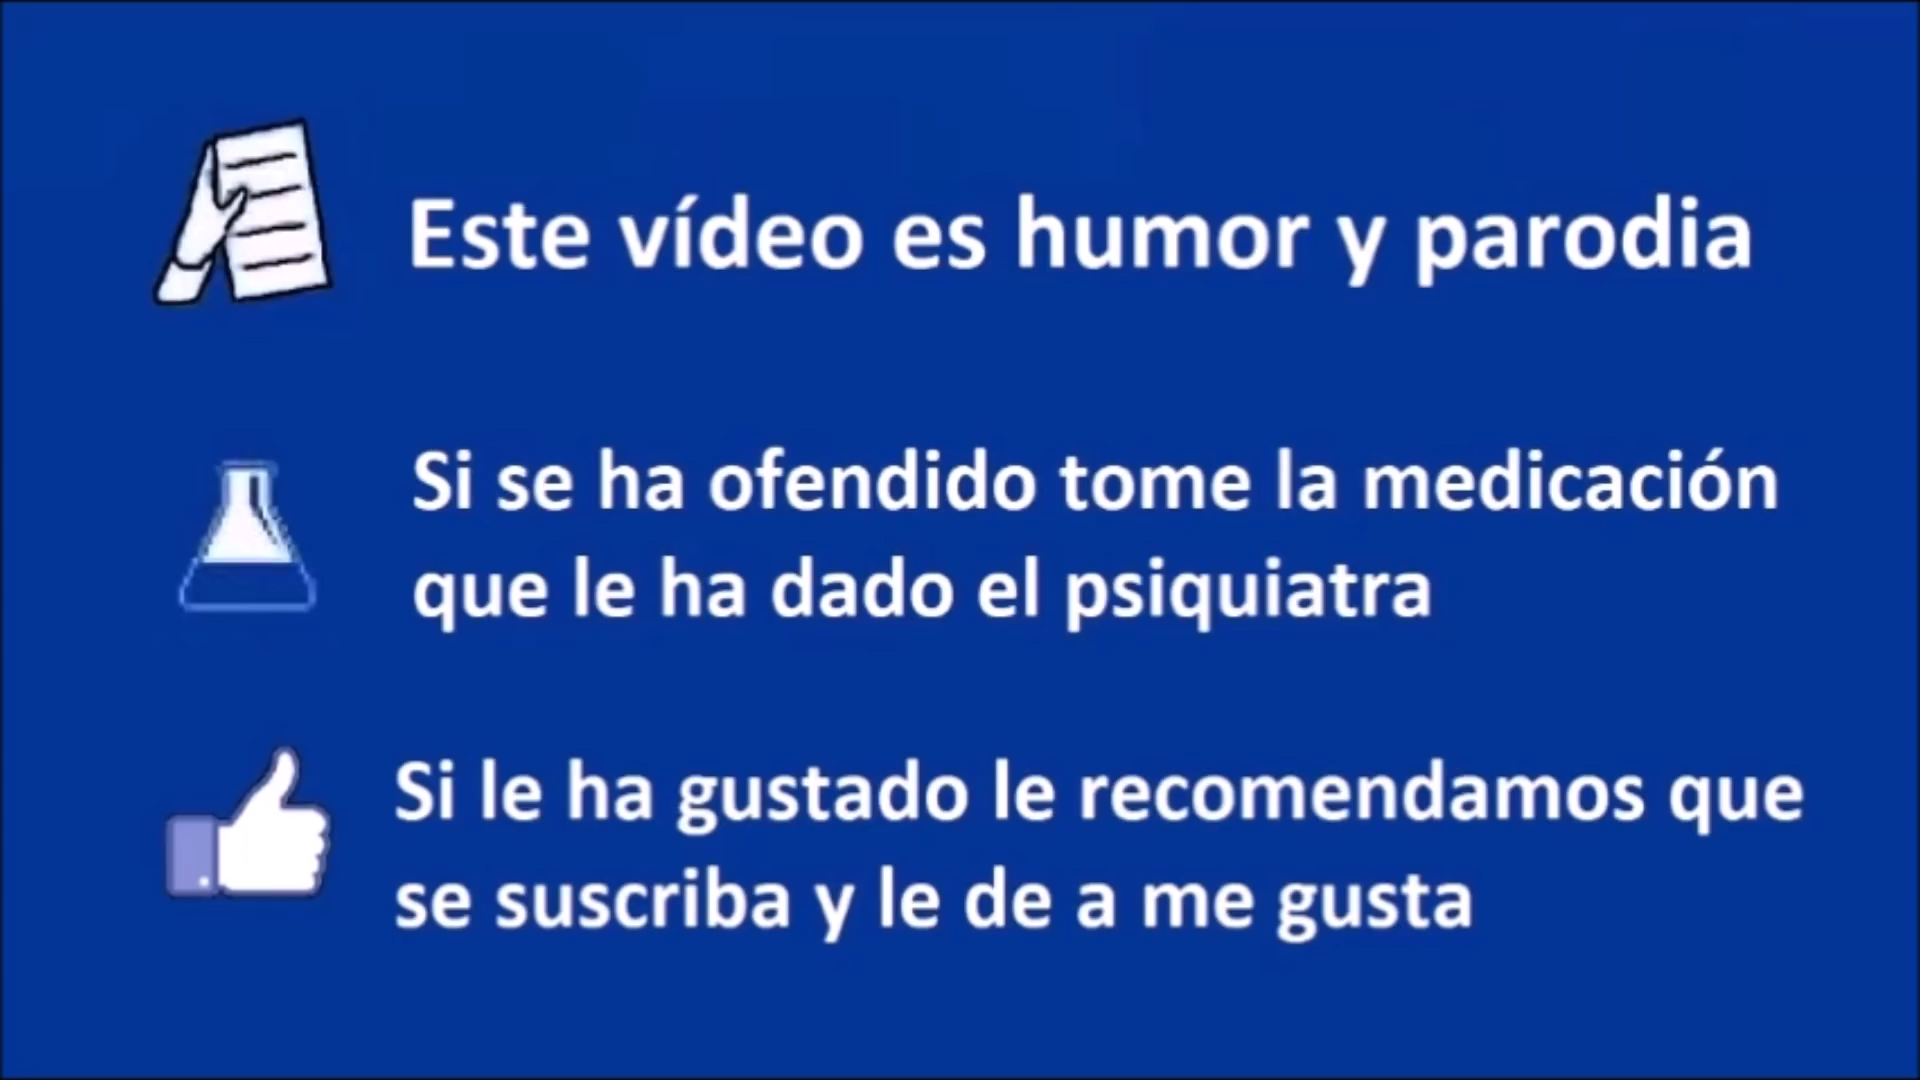 Este vídeo es humor y parodia
Si se ha ofendido tome la medicación
que le ha dado el psiquiatra
Si le ha gustado le recomendamos que
se suscriba y le de a me gusta